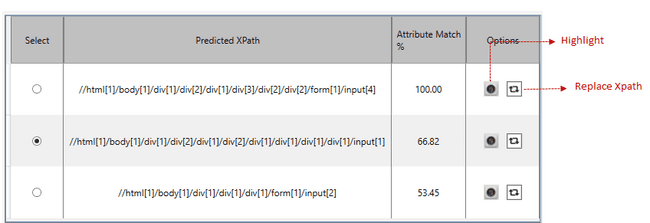 Select Predicted XPath Attribute Match % Options Highlight
//html[1]/body[1]/div[1]/div[2]/div[1]/div[3]/div[2]/div[2]/form[1]/input[4] 100.00 Replace Xpath
//html[1]/body[1]/div[1]/div[2]/div[1]/div[2]/div[1]/div[1]/div[1]/div[1]/input[1] 66.82
//html[1]/body[1]/div[1]/div[1]/div[1]/form[1]/input[2] 53.45